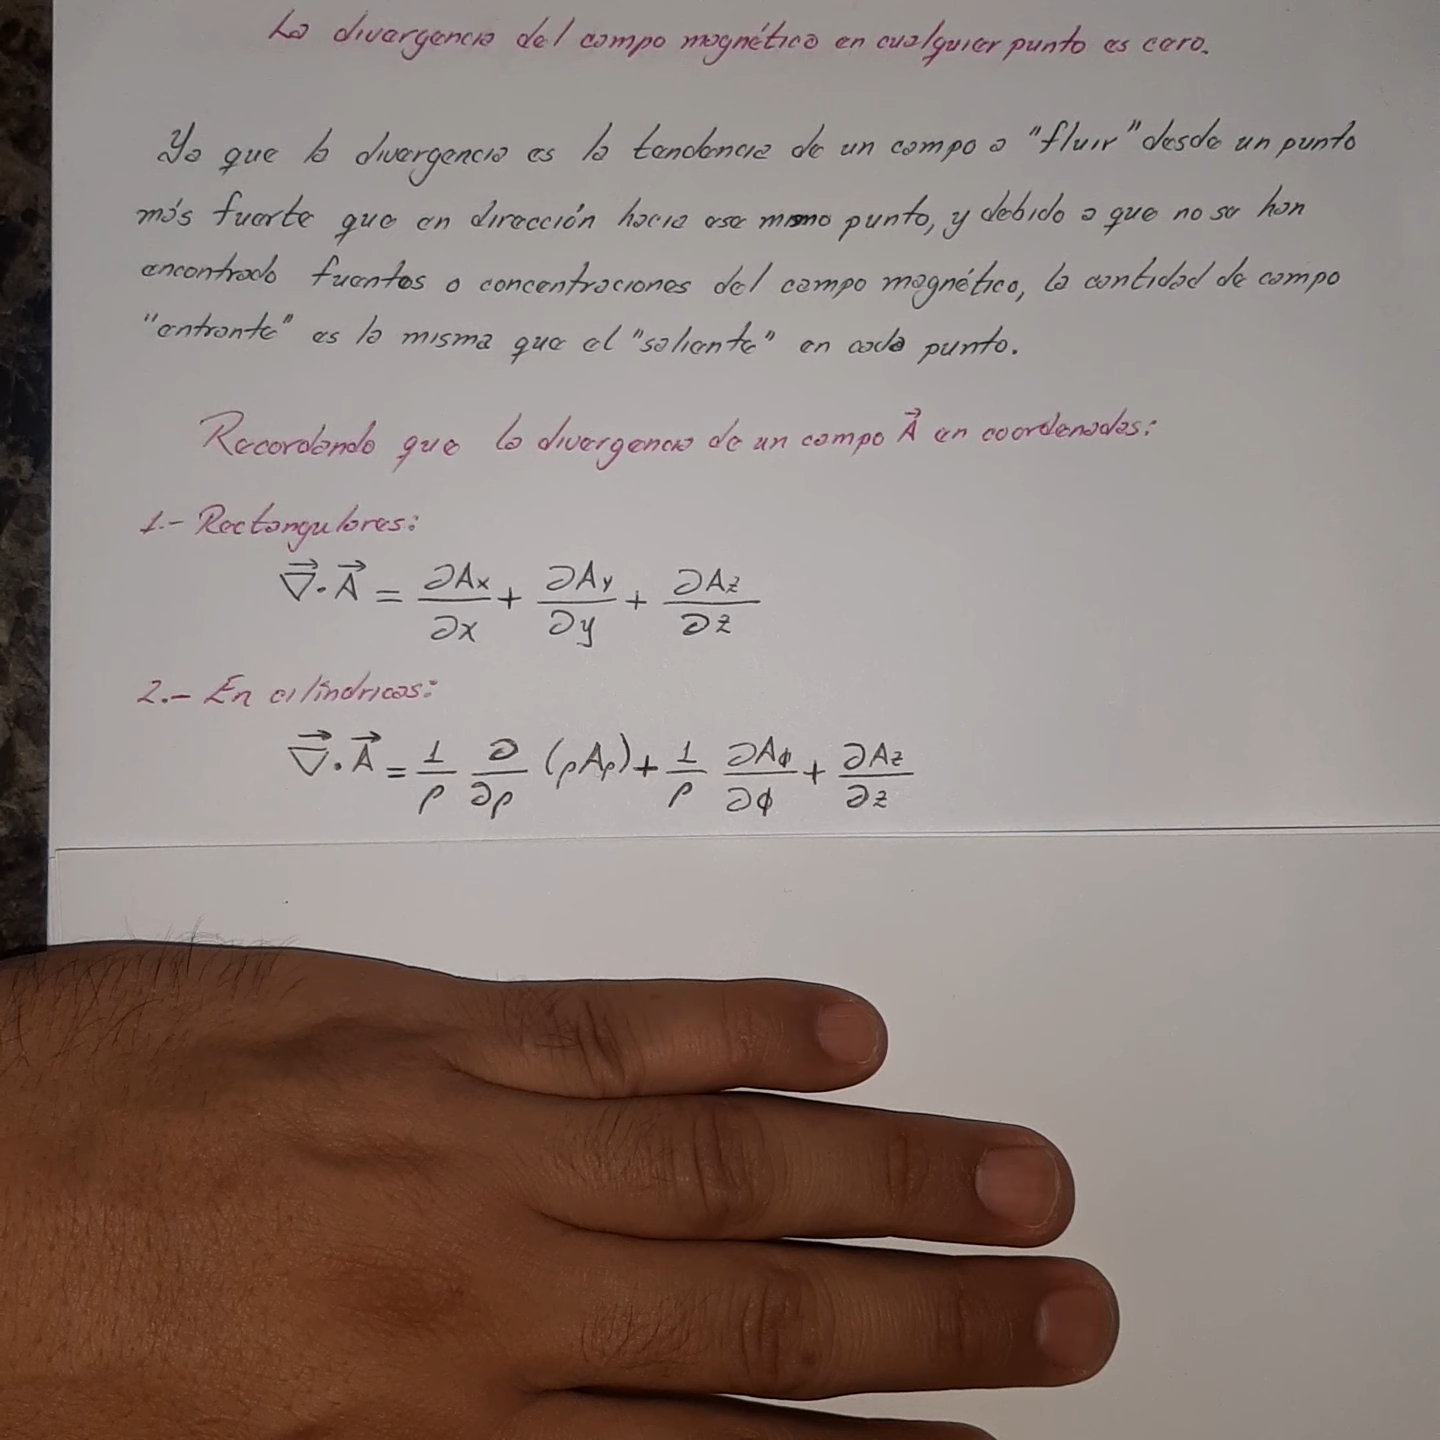 La divergencia del campo magnético en cualquier punto es cero.
Ya que la divergencia es la tendencia de un campo a "fluir" desde un punto
más fuerte que en dirección hacia ese mismo punto, y debido a que no se han
encontrado fuentes o concentraciones del campo magnético, la cantidad de campo
"entrante" es la misma que el "saliente" en cada punto.
Recordando que la divergencia de un campo A⃗ en coordenadas:
1.- Rectangulares:
∇⃗·A⃗ = ∂Ax/∂x + ∂Ay/∂y + ∂Az/∂z
2.- En cilíndricas:
∇⃗·A⃗ = 1/ρ ∂/∂ρ (ρAρ) + 1/ρ ∂Aϕ/∂ϕ + ∂Az/∂z